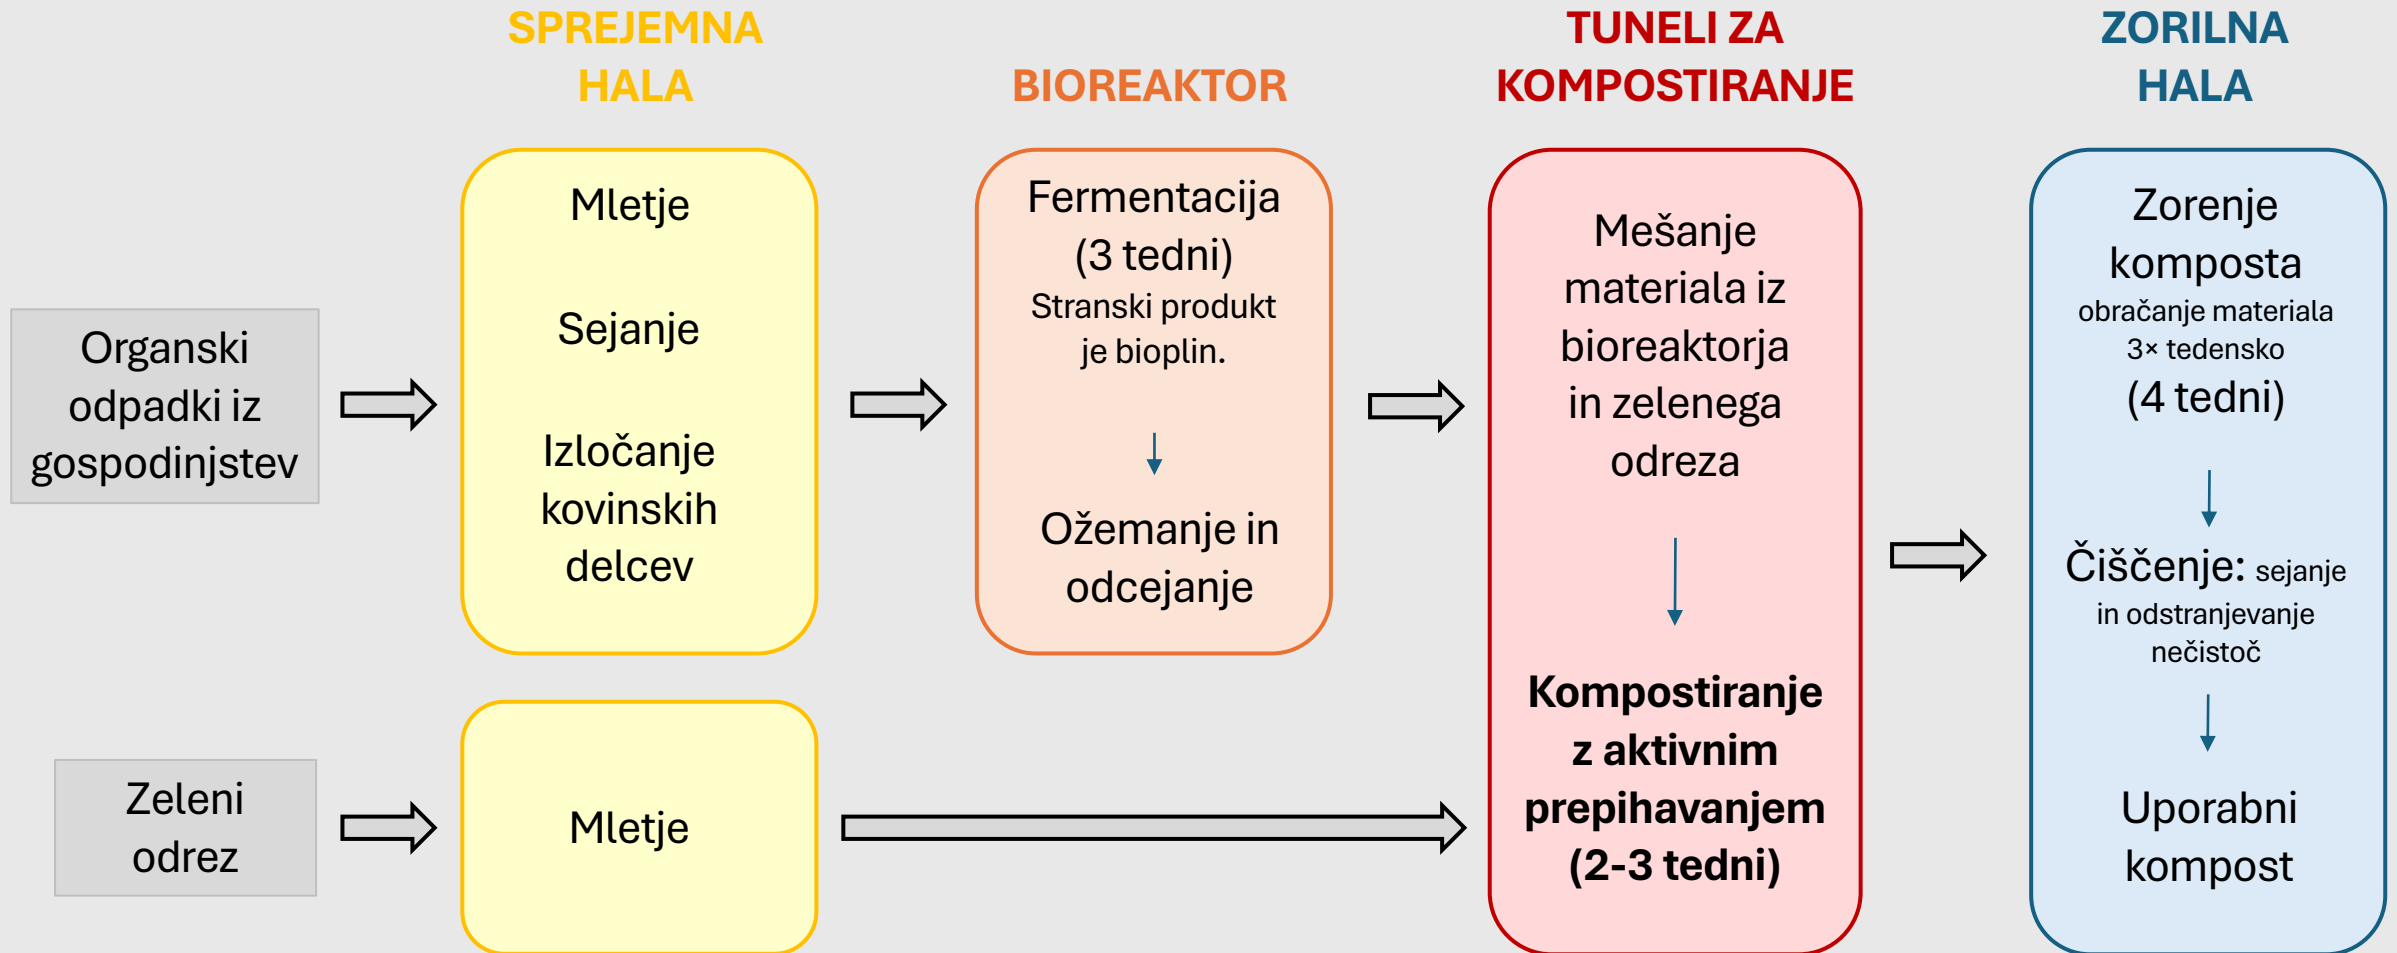 SPREJEMNA
HALA
BIOREAKTOR
TUNELI ZA
KOMPOSTIRANJE
ZORILNA
HALA
Organski
odpadki iz
gospodinjstev
Mletje
Sejanje
Izločanje
kovinskih
delcev
Fermentacija
(3 tedni)
Stranski produkt
je bioplin.
Ožemanje in
odcejanje
Mešanje
materiala iz
bioreaktorja
in zelenega
odreza
Kompostiranje
z aktivnim
prepihavanjem
(2-3 tedni)
Zorenje
komposta
obračanje materiala
3× tedensko
(4 tedni)
Čiščenje: sejanje
in odstranjevanje
nečistoč
Uporabni
kompost
Zeleni
odrez
Mletje